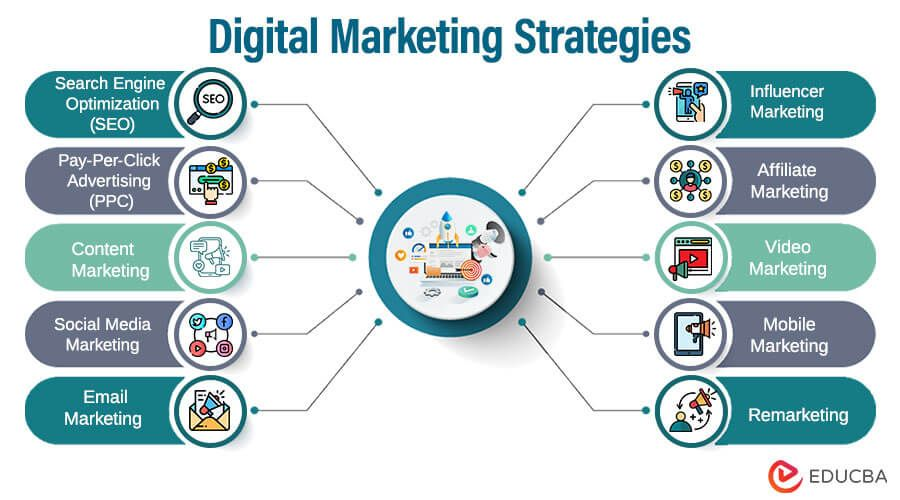 Digital Marketing Strategies
Search Engine
Optimization
(SEO)
SEO
Pay-Per-Click
Advertising
(PPC)
Content
Marketing
Social Media
Marketing
Email
Marketing
Influencer
Marketing
Affiliate
Marketing
Video
Marketing
Mobile
Marketing
Remarketing
EDUCBA